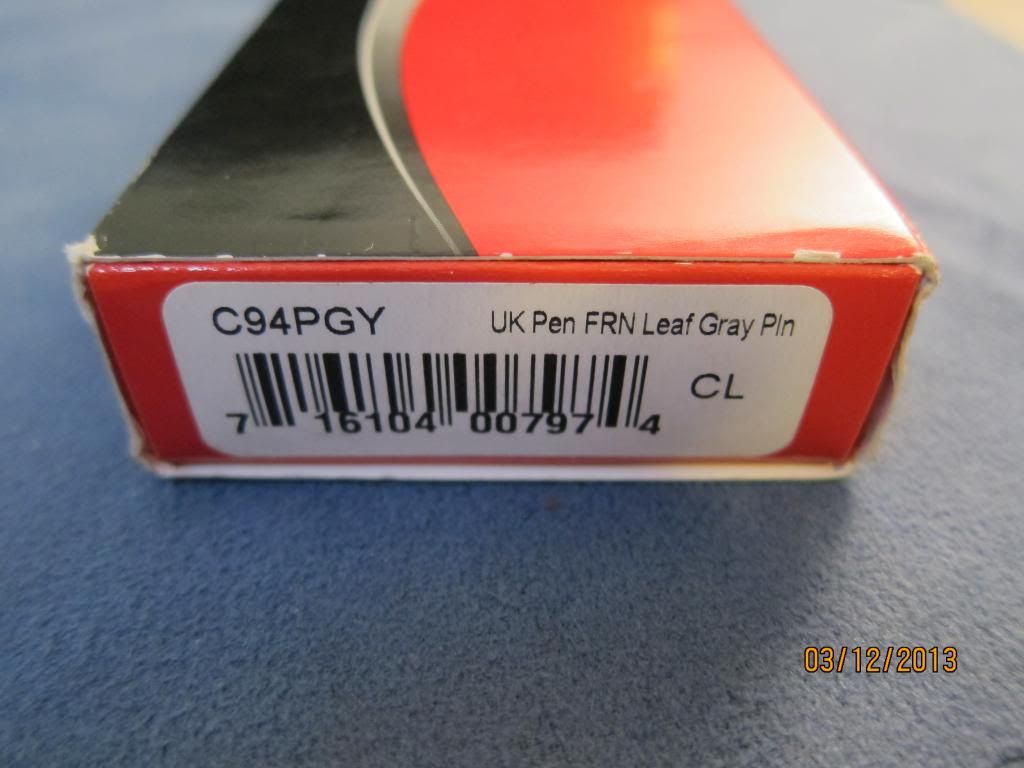 C94PGY UK Pen FRN Leaf Gray Pln
CL
7 16104 00797 4
03/12/2013